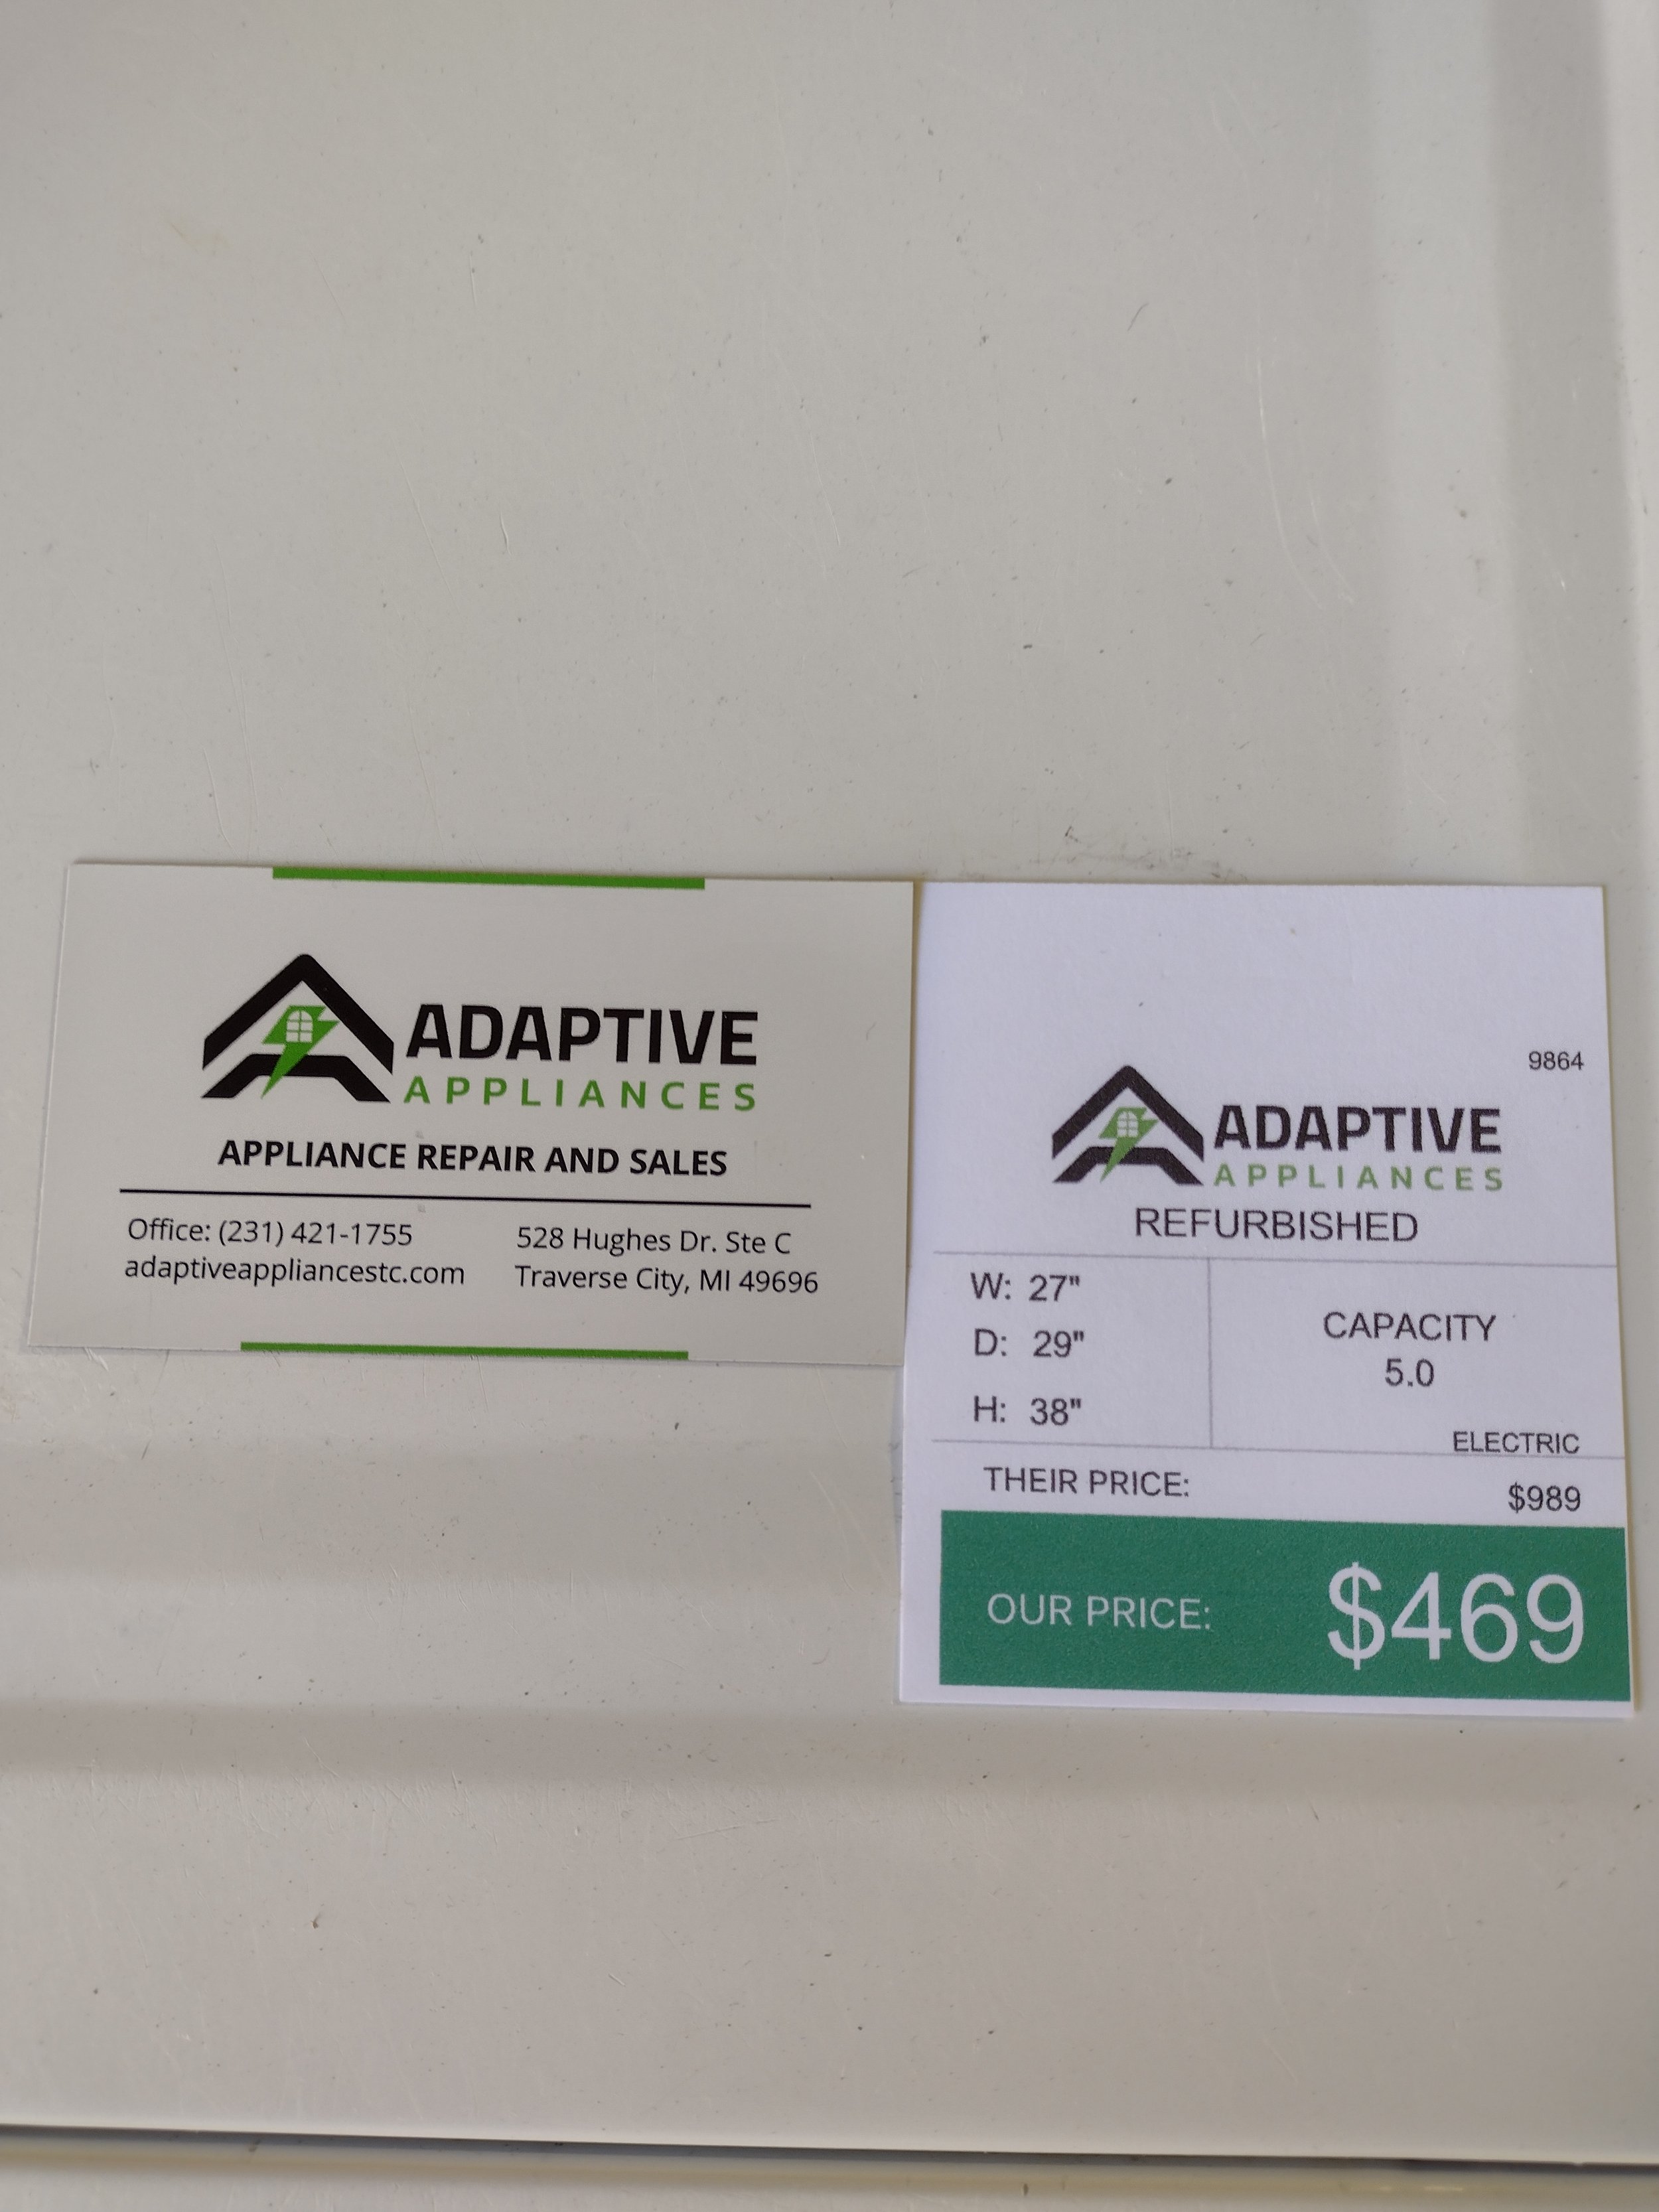 ADAPTIVE
APPLIANCES
APPLIANCE REPAIR AND SALES
Office: (231) 421-1755
adaptiveappliancestc.com
528 Hughes Dr. Ste C
Traverse City, MI 49696
9864
ADAPTIVE
APPLIANCES
REFURBISHED
W: 27"
D: 29"
H: 38"
CAPACITY
5.0
ELECTRIC
THEIR PRICE: $989
OUR PRICE: $469